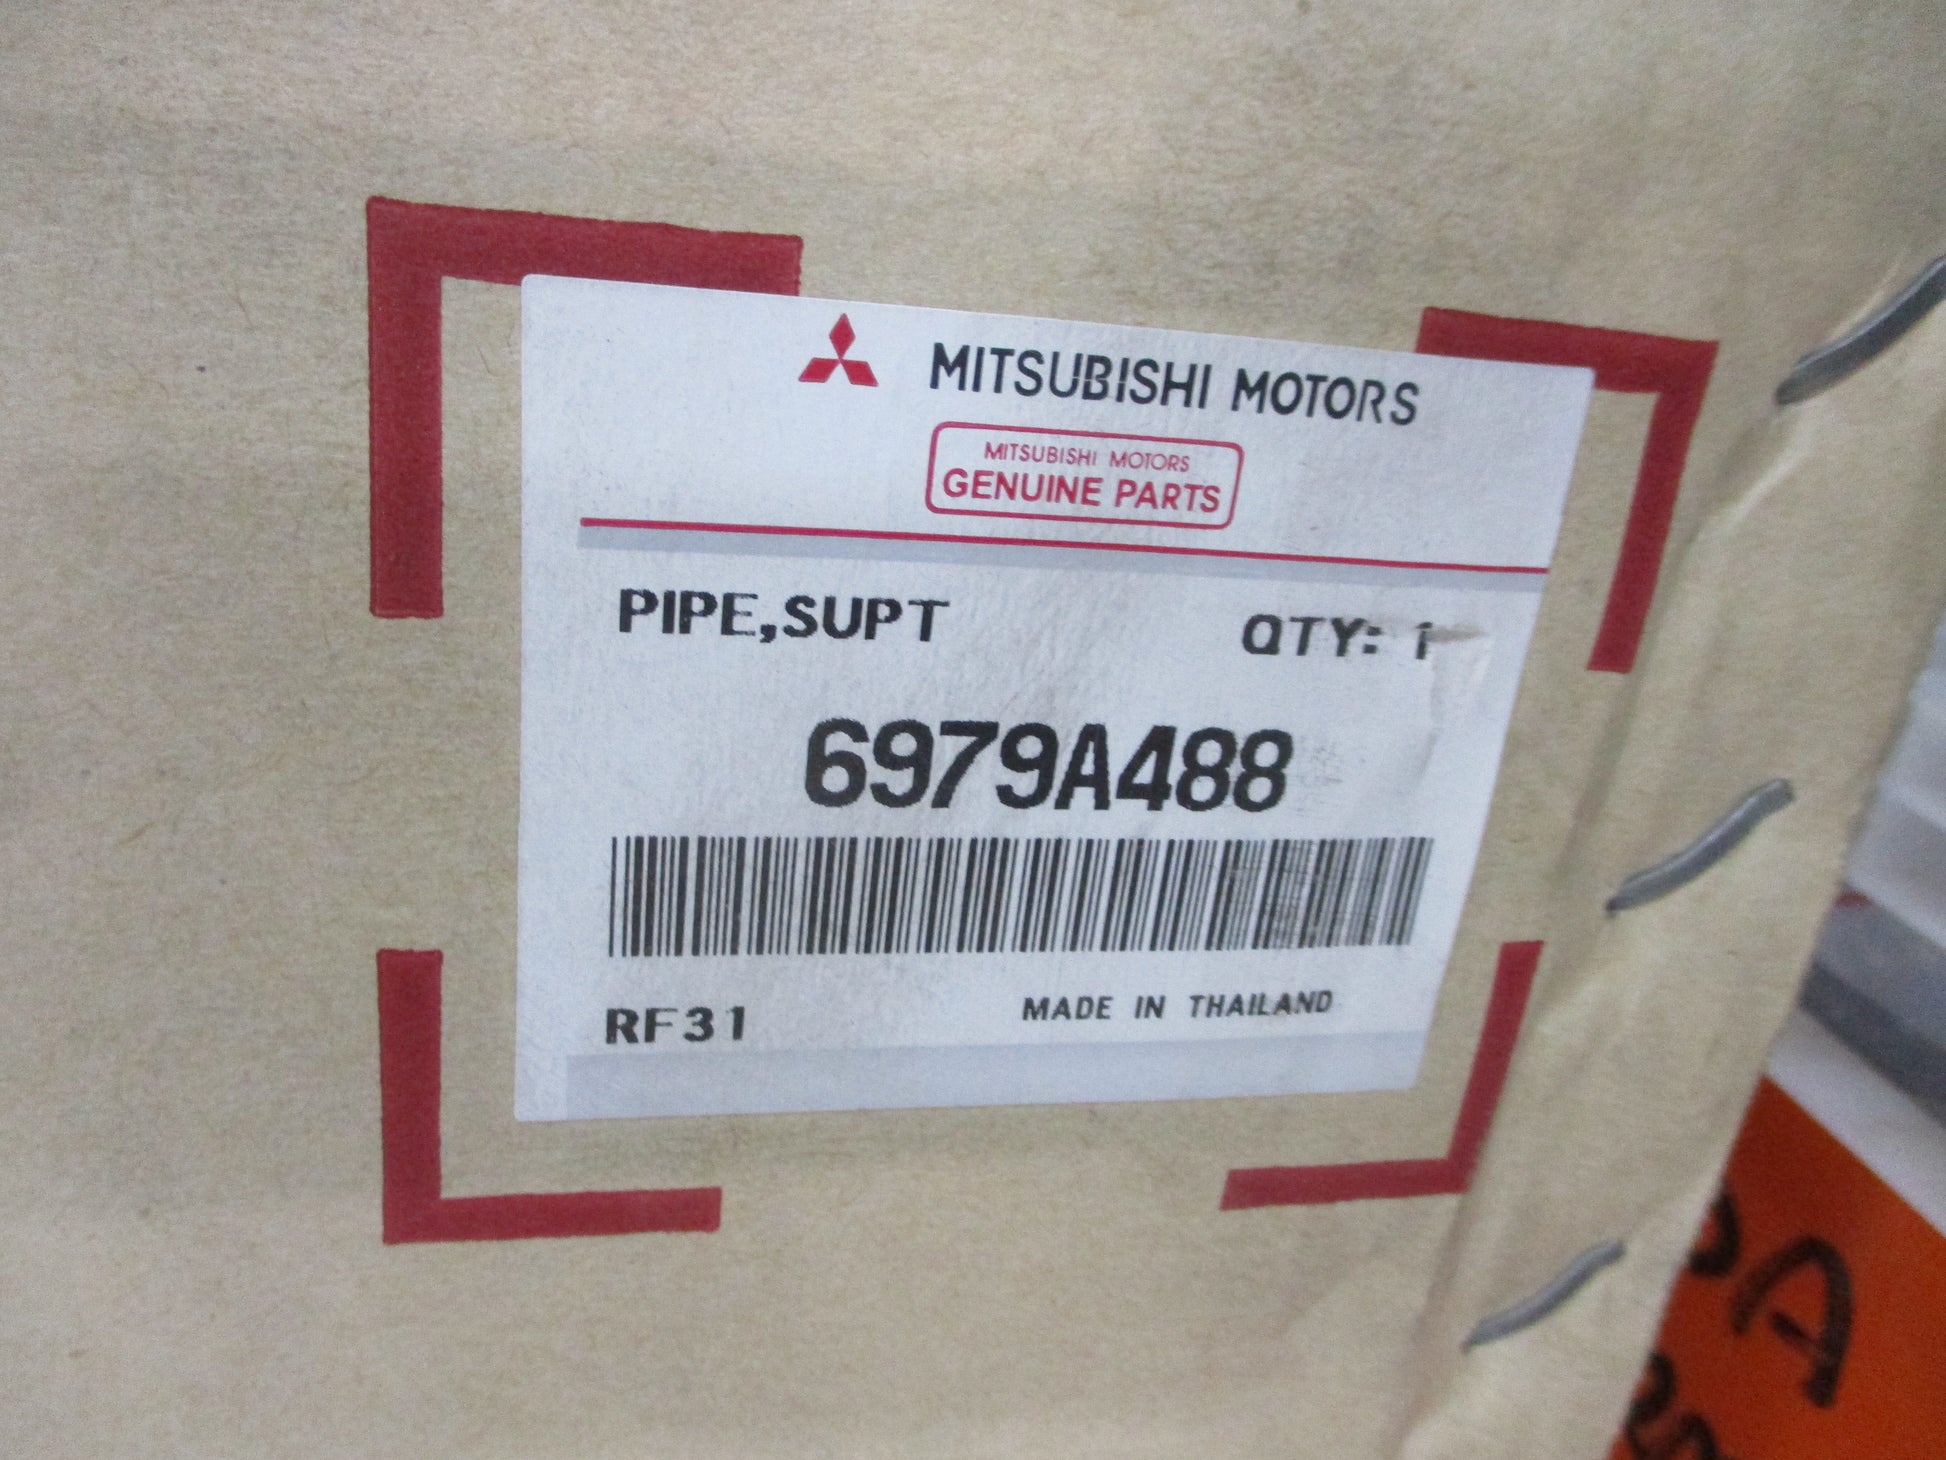 MITSUBISHI MOTORS
MITSUBISHI MOTORS
GENUINE PARTS
PIPE,SUPT QTY: 1
6979A488
RF31 MADE IN THAILAND